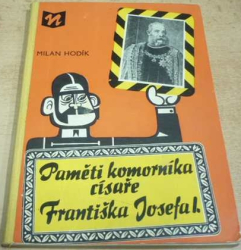 n
MILAN HODÍK
Paměti komorníka
císaře
Františka Josefa I.